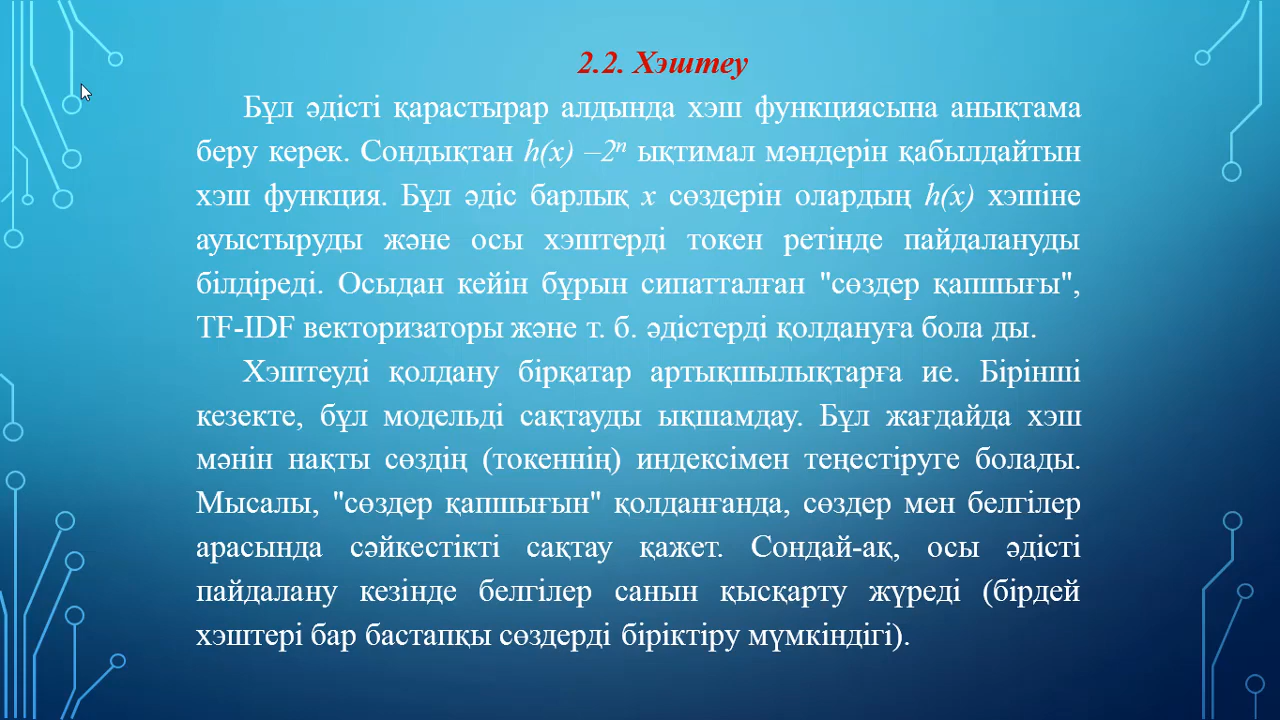 2.2. Хэштеу
Бұл әдісті қарастырар алдында хэш функциясына анықтама
беру керек. Сондықтан h(x) –2ⁿ ықтимал мәндерін қабылдайтын
хэш функция. Бұл әдіс барлық x сөздерін олардың h(x) хэшіне
ауыстыруды және осы хэштерді токен ретінде пайдалануды
білдіреді. Осыдан кейін бұрын сипатталған "сөздер қапшығы",
TF-IDF векторизаторы және т. б. әдістерді қолдануға бола ды.
Хэштеуді қолдану бірқатар артықшылықтарға ие. Бірінші
кезекте, бұл модельді сақтауды ықшамдау. Бұл жағдайда хэш
мәнін нақты сөздің (токеннің) индексімен теңестіруге болады.
Мысалы, "сөздер қапшығын" қолданғанда, сөздер мен белгілер
арасында сәйкестікті сақтау қажет. Сондай-ақ, осы әдісті
пайдалану кезінде белгілер санын қысқарту жүреді (бірдей
хэштері бар бастапқы сөздерді біріктіру мүмкіндігі).